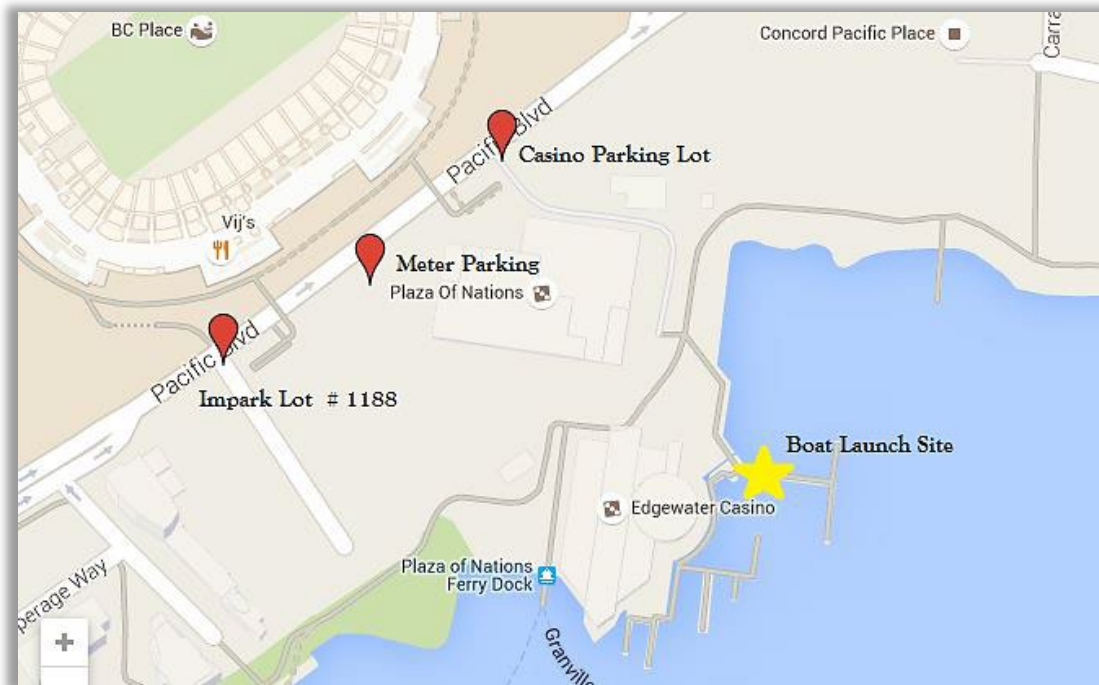 BC Place
Concord Pacific Place
Carra
Pacific Blvd
Casino Parking Lot
Vij's
Meter Parking
Plaza Of Nations
Pacific Blvd
Impark Lot # 1188
Boat Launch Site
Edgewater Casino
Plaza of Nations
Ferry Dock
perage Way
Granville
+